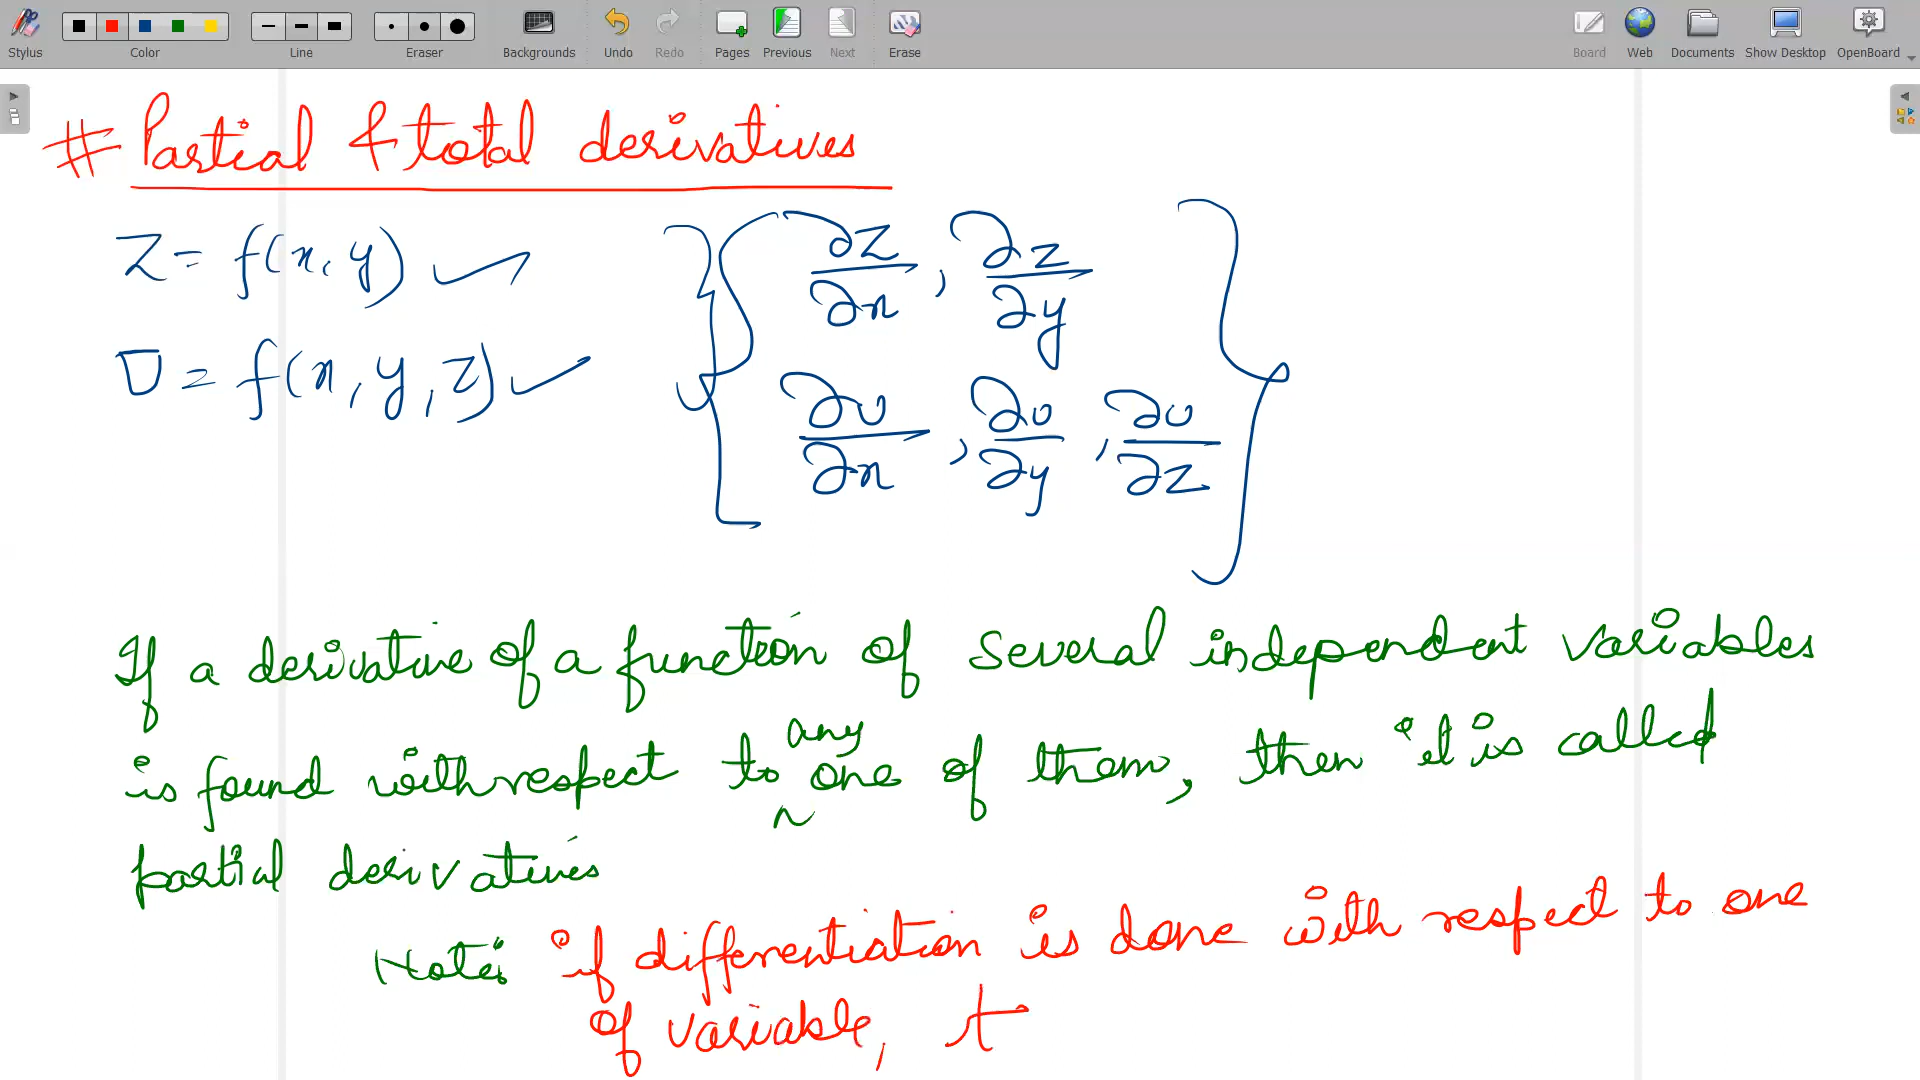 Stylus Color Line Eraser Backgrounds Undo Redo Pages Previous Next Erase Board Web Documents Show Desktop OpenBoard
# Partial & total derivatives
Z = f(x, y) ∂Z/∂x , ∂z/∂y
U = f(x, y, z) ∂u/∂x , ∂u/∂y , ∂u/∂z
If a derivative of a function of several independent variables
is found with respect to any one of them, then it is called
partial derivatives
Note: if differentiation is done with respect to one
of variable, t